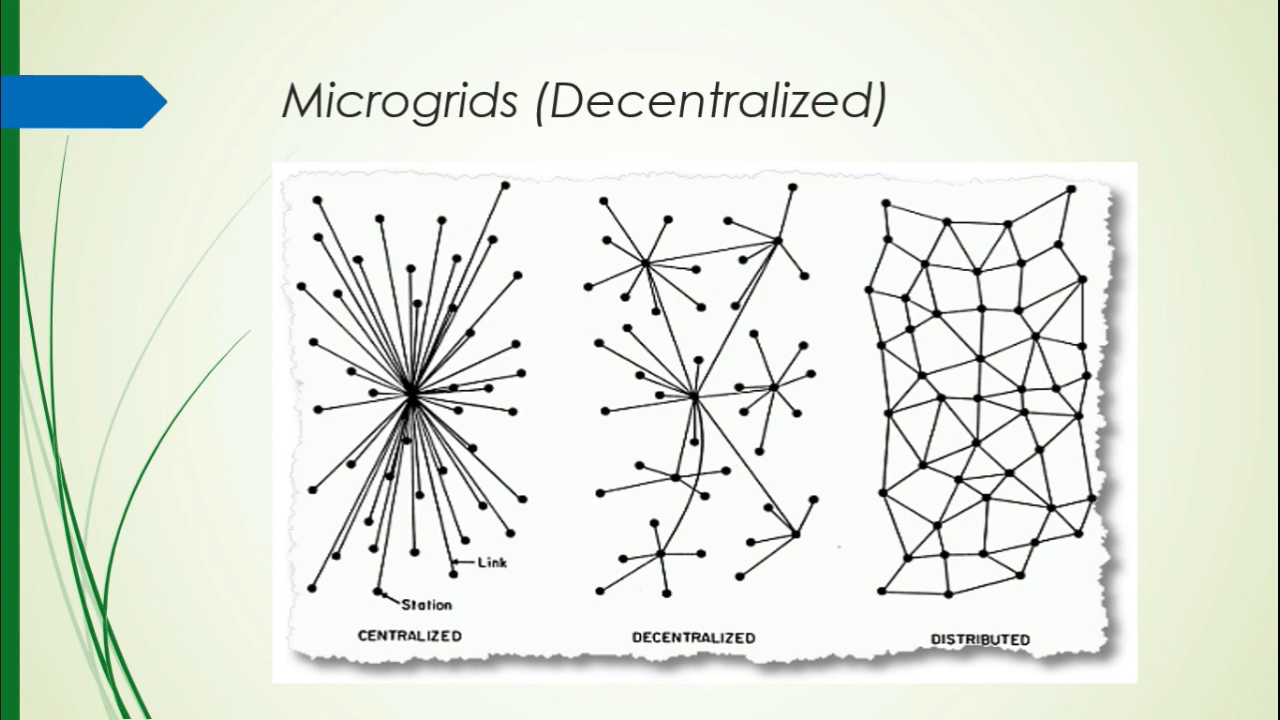 Microgrids (Decentralized)
Link
Station
CENTRALIZED
DECENTRALIZED
DISTRIBUTED